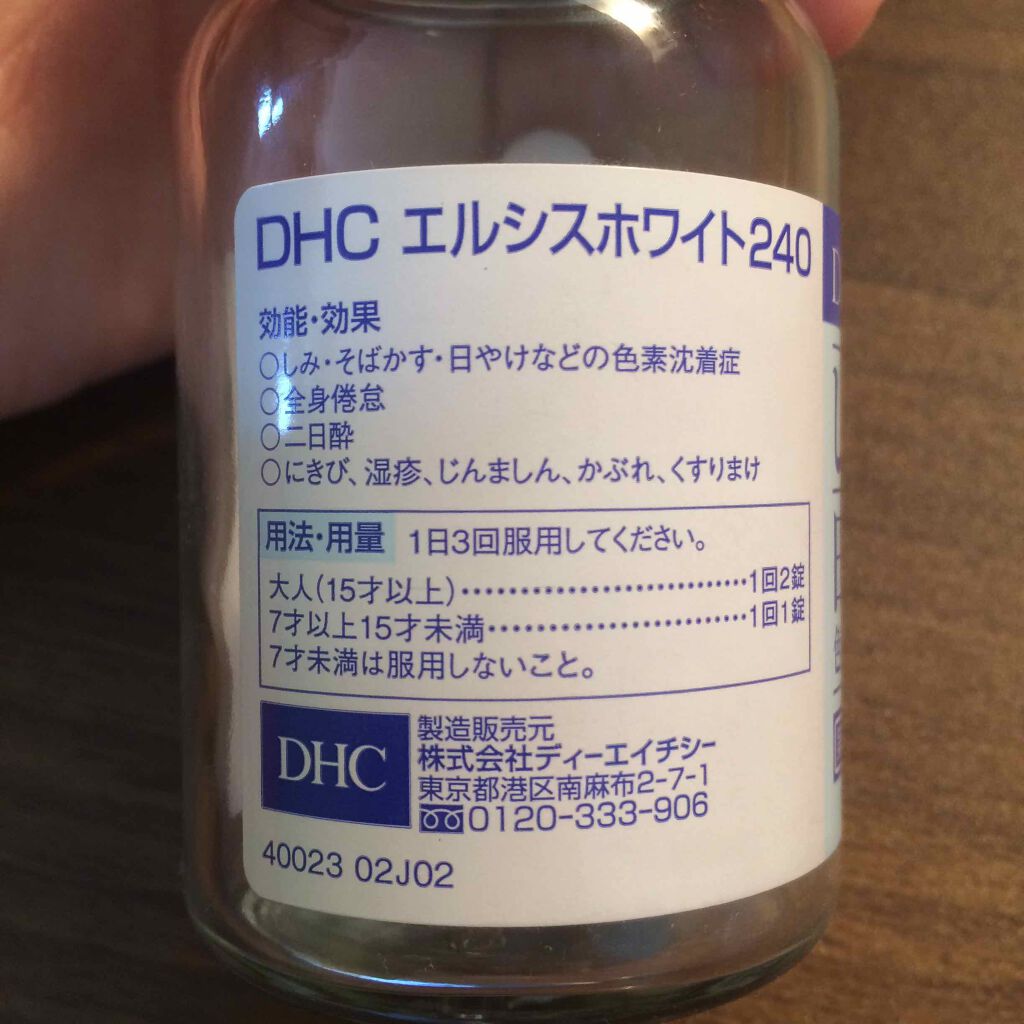 DHC エルシスホワイト240
効能・効果
○しみ・そばかす・日やけなどの色素沈着症
○全身倦怠
○二日酔
○にきび、湿疹、じんましん、かぶれ、くすりまけ
用法・用量 1日3回服用してください。
大人(15才以上)…………………………1回2錠
7才以上15才未満………………………1回1錠
7才未満は服用しないこと。
DHC
製造販売元
株式会社ディーエイチシー
東京都港区南麻布2-7-1
0120-333-906
40023 02J02